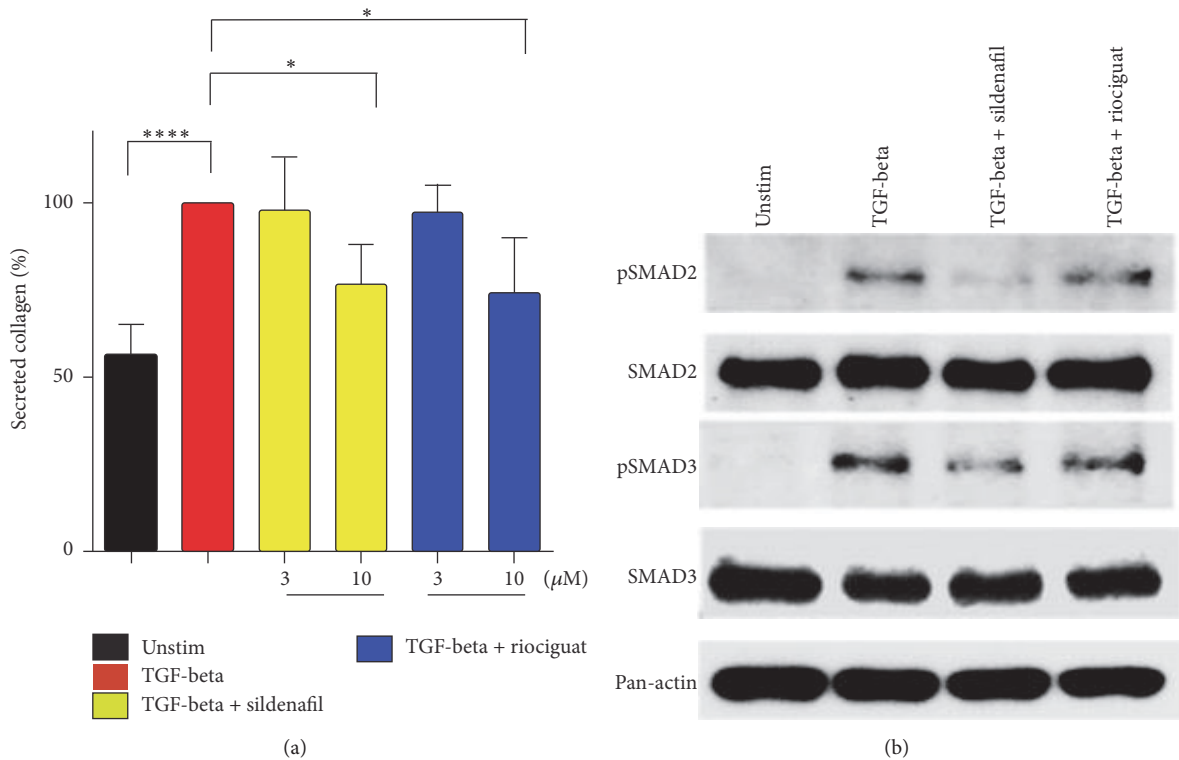 *
*
****
Secreted collagen (%)
100
50
0
3 10 3 10 (μM)
Unstim
TGF-beta
TGF-beta + sildenafil
TGF-beta + riociguat
(a)
Unstim
TGF-beta
TGF-beta + sildenafil
TGF-beta + riociguat
pSMAD2
SMAD2
pSMAD3
SMAD3
Pan-actin
(b)